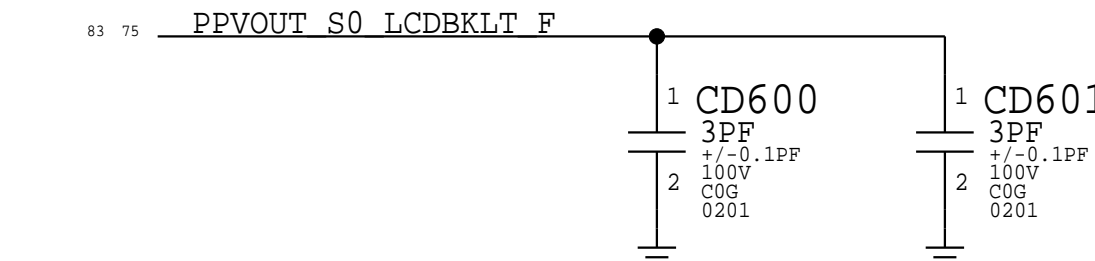 83 75 PPVOUT_S0_LCDBKLT_F
1 CD600
3PF
+/-0.1PF
100V
2
C0G
0201
1 CD601
3PF
+/-0.1PF
100V
2
C0G
0201